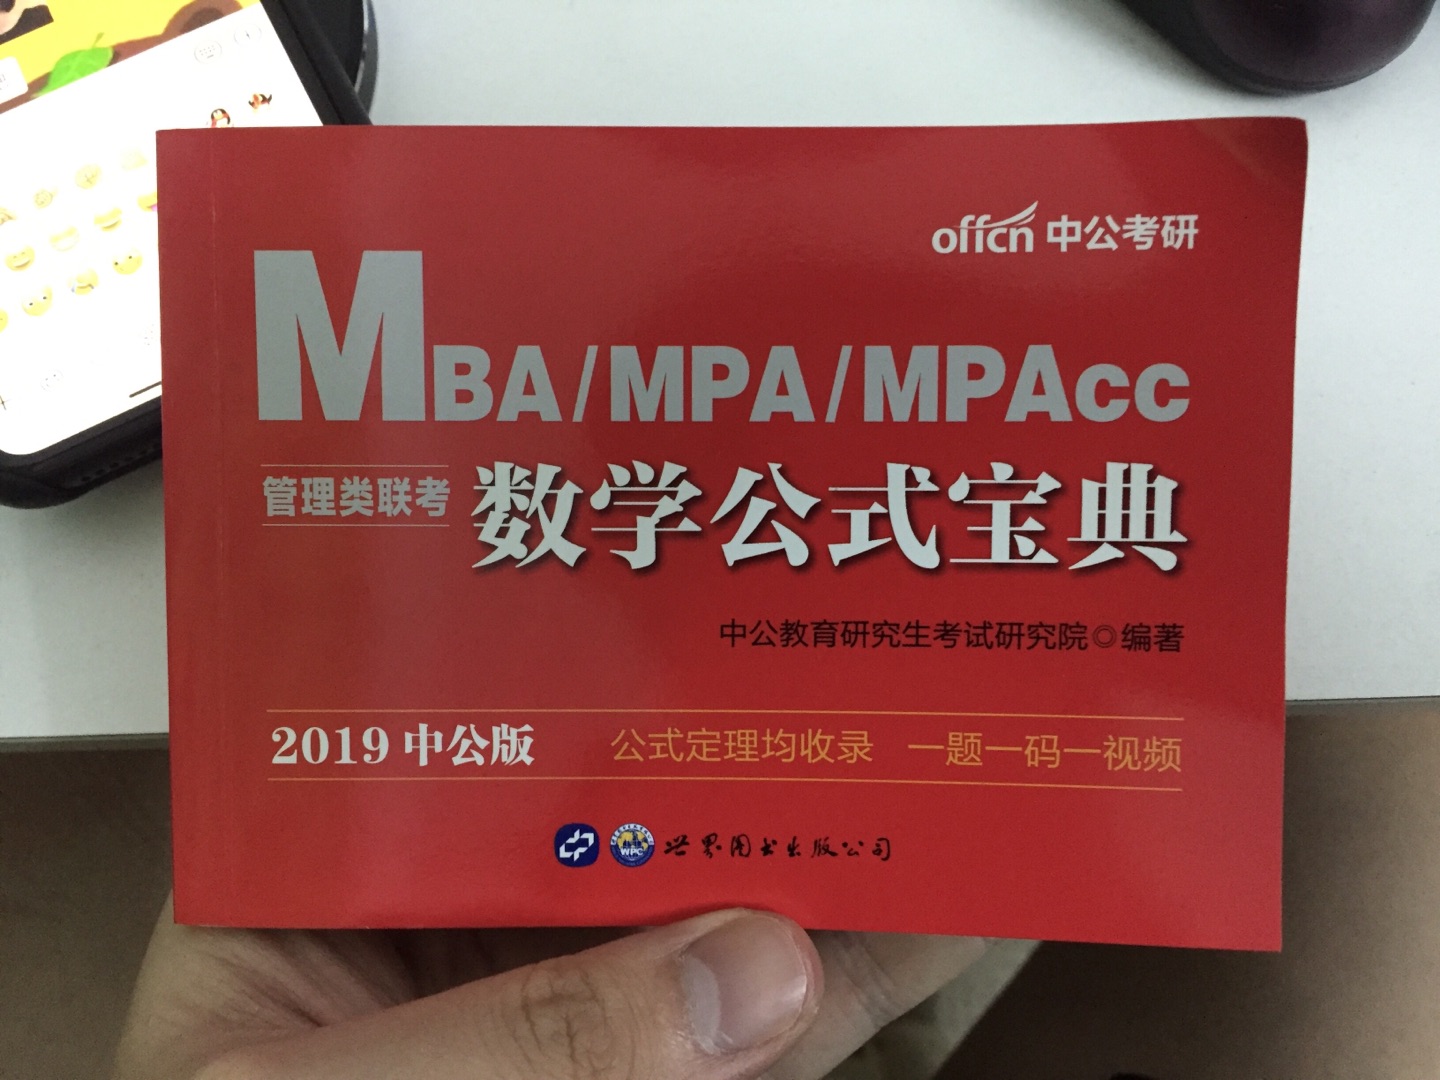 offcn 中公考研
MBA/MPA/MPAcc
管理类联考 数学公式宝典
中公教育研究生考试研究院◎编著
2019 中公版 公式定理均收录 一题一码一视频
WPC 世界图书出版公司